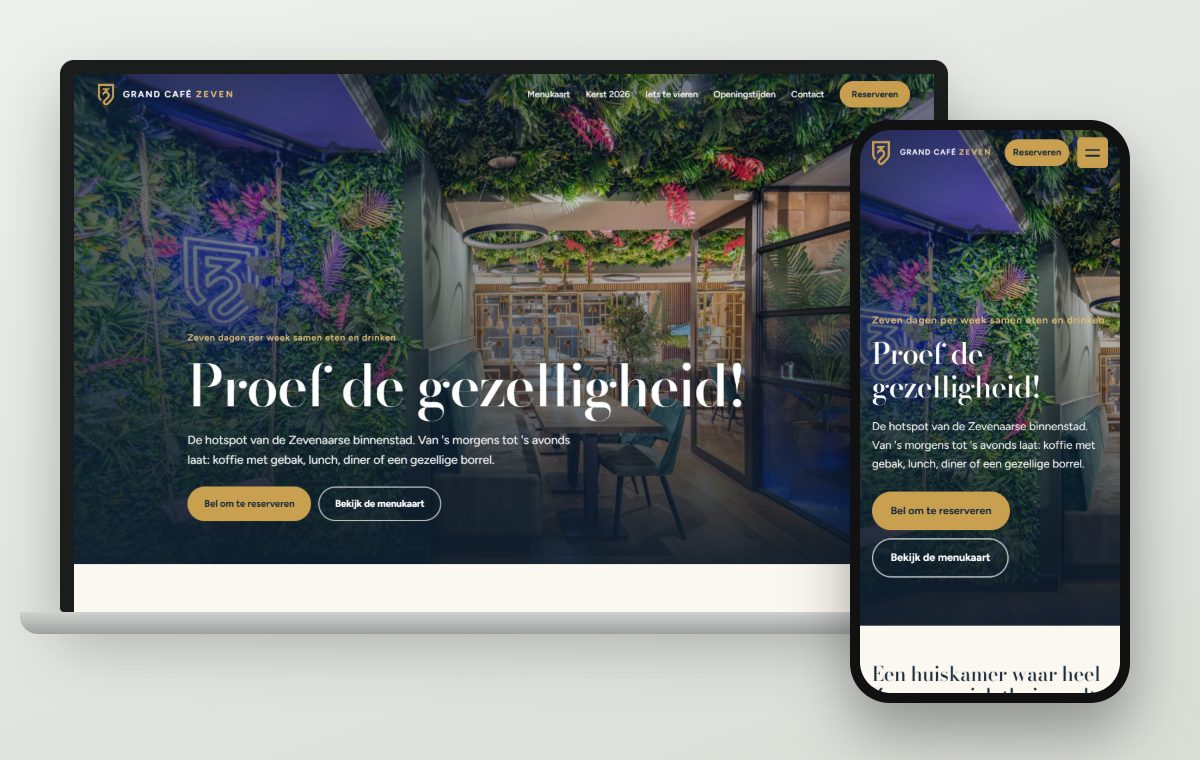 GRAND CAFÉ ZEVEN
Menukaart Kerst 2026 Iets te vieren Openingstijden Contact Reserveren
Zeven dagen per week samen eten en drinken
Proef de gezelligheid!
De hotspot van de Zevenaarse binnenstad. Van 's morgens tot 's avonds
laat: koffie met gebak, lunch, diner of een gezellige borrel.
Bel om te reserveren Bekijk de menukaart
GRAND CAFÉ ZEVEN Reserveren
Zeven dagen per week samen eten en drinken
Proef de
gezelligheid!
De hotspot van de Zevenaarse binnenstad.
Van 's morgens tot 's avonds laat: koffie met
gebak, lunch, diner of een gezellige borrel.
Bel om te reserveren
Bekijk de menukaart
Een huiskamer waar heel